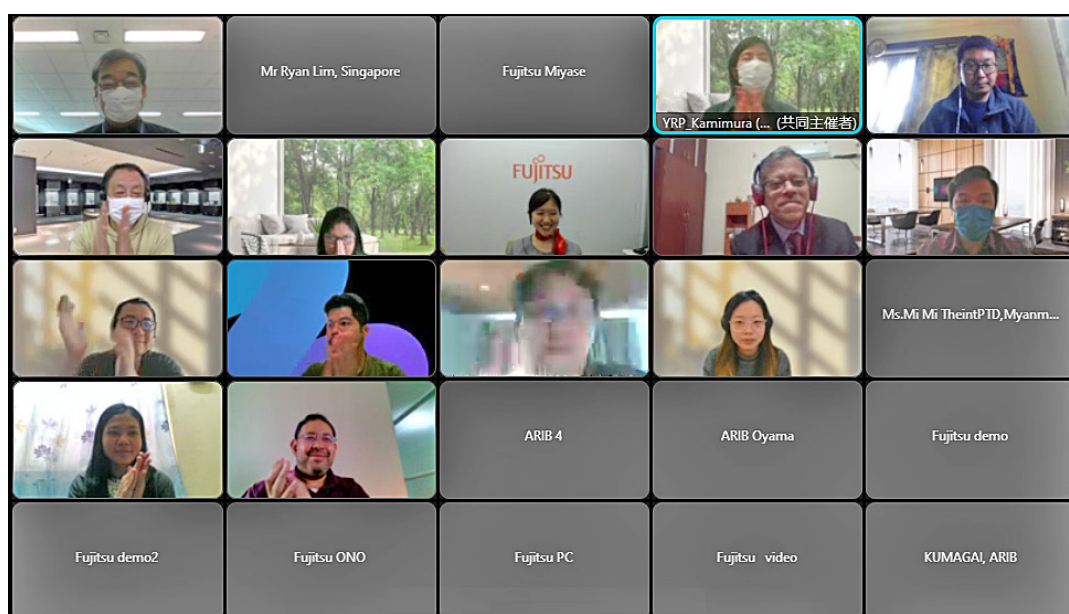 Mr Ryan Lim, Singapore
Fujitsu Miyase
YRP_Kamimura (... (共同主催者)
FUJITSU
Ms.Mi Mi TheintPTD,Myanm...
ARIB 4
ARIB Oyama
Fujitsu demo
Fujitsu demo2
Fujitsu ONO
Fujitsu PC
Fujitsu video
KUMAGAI, ARIB